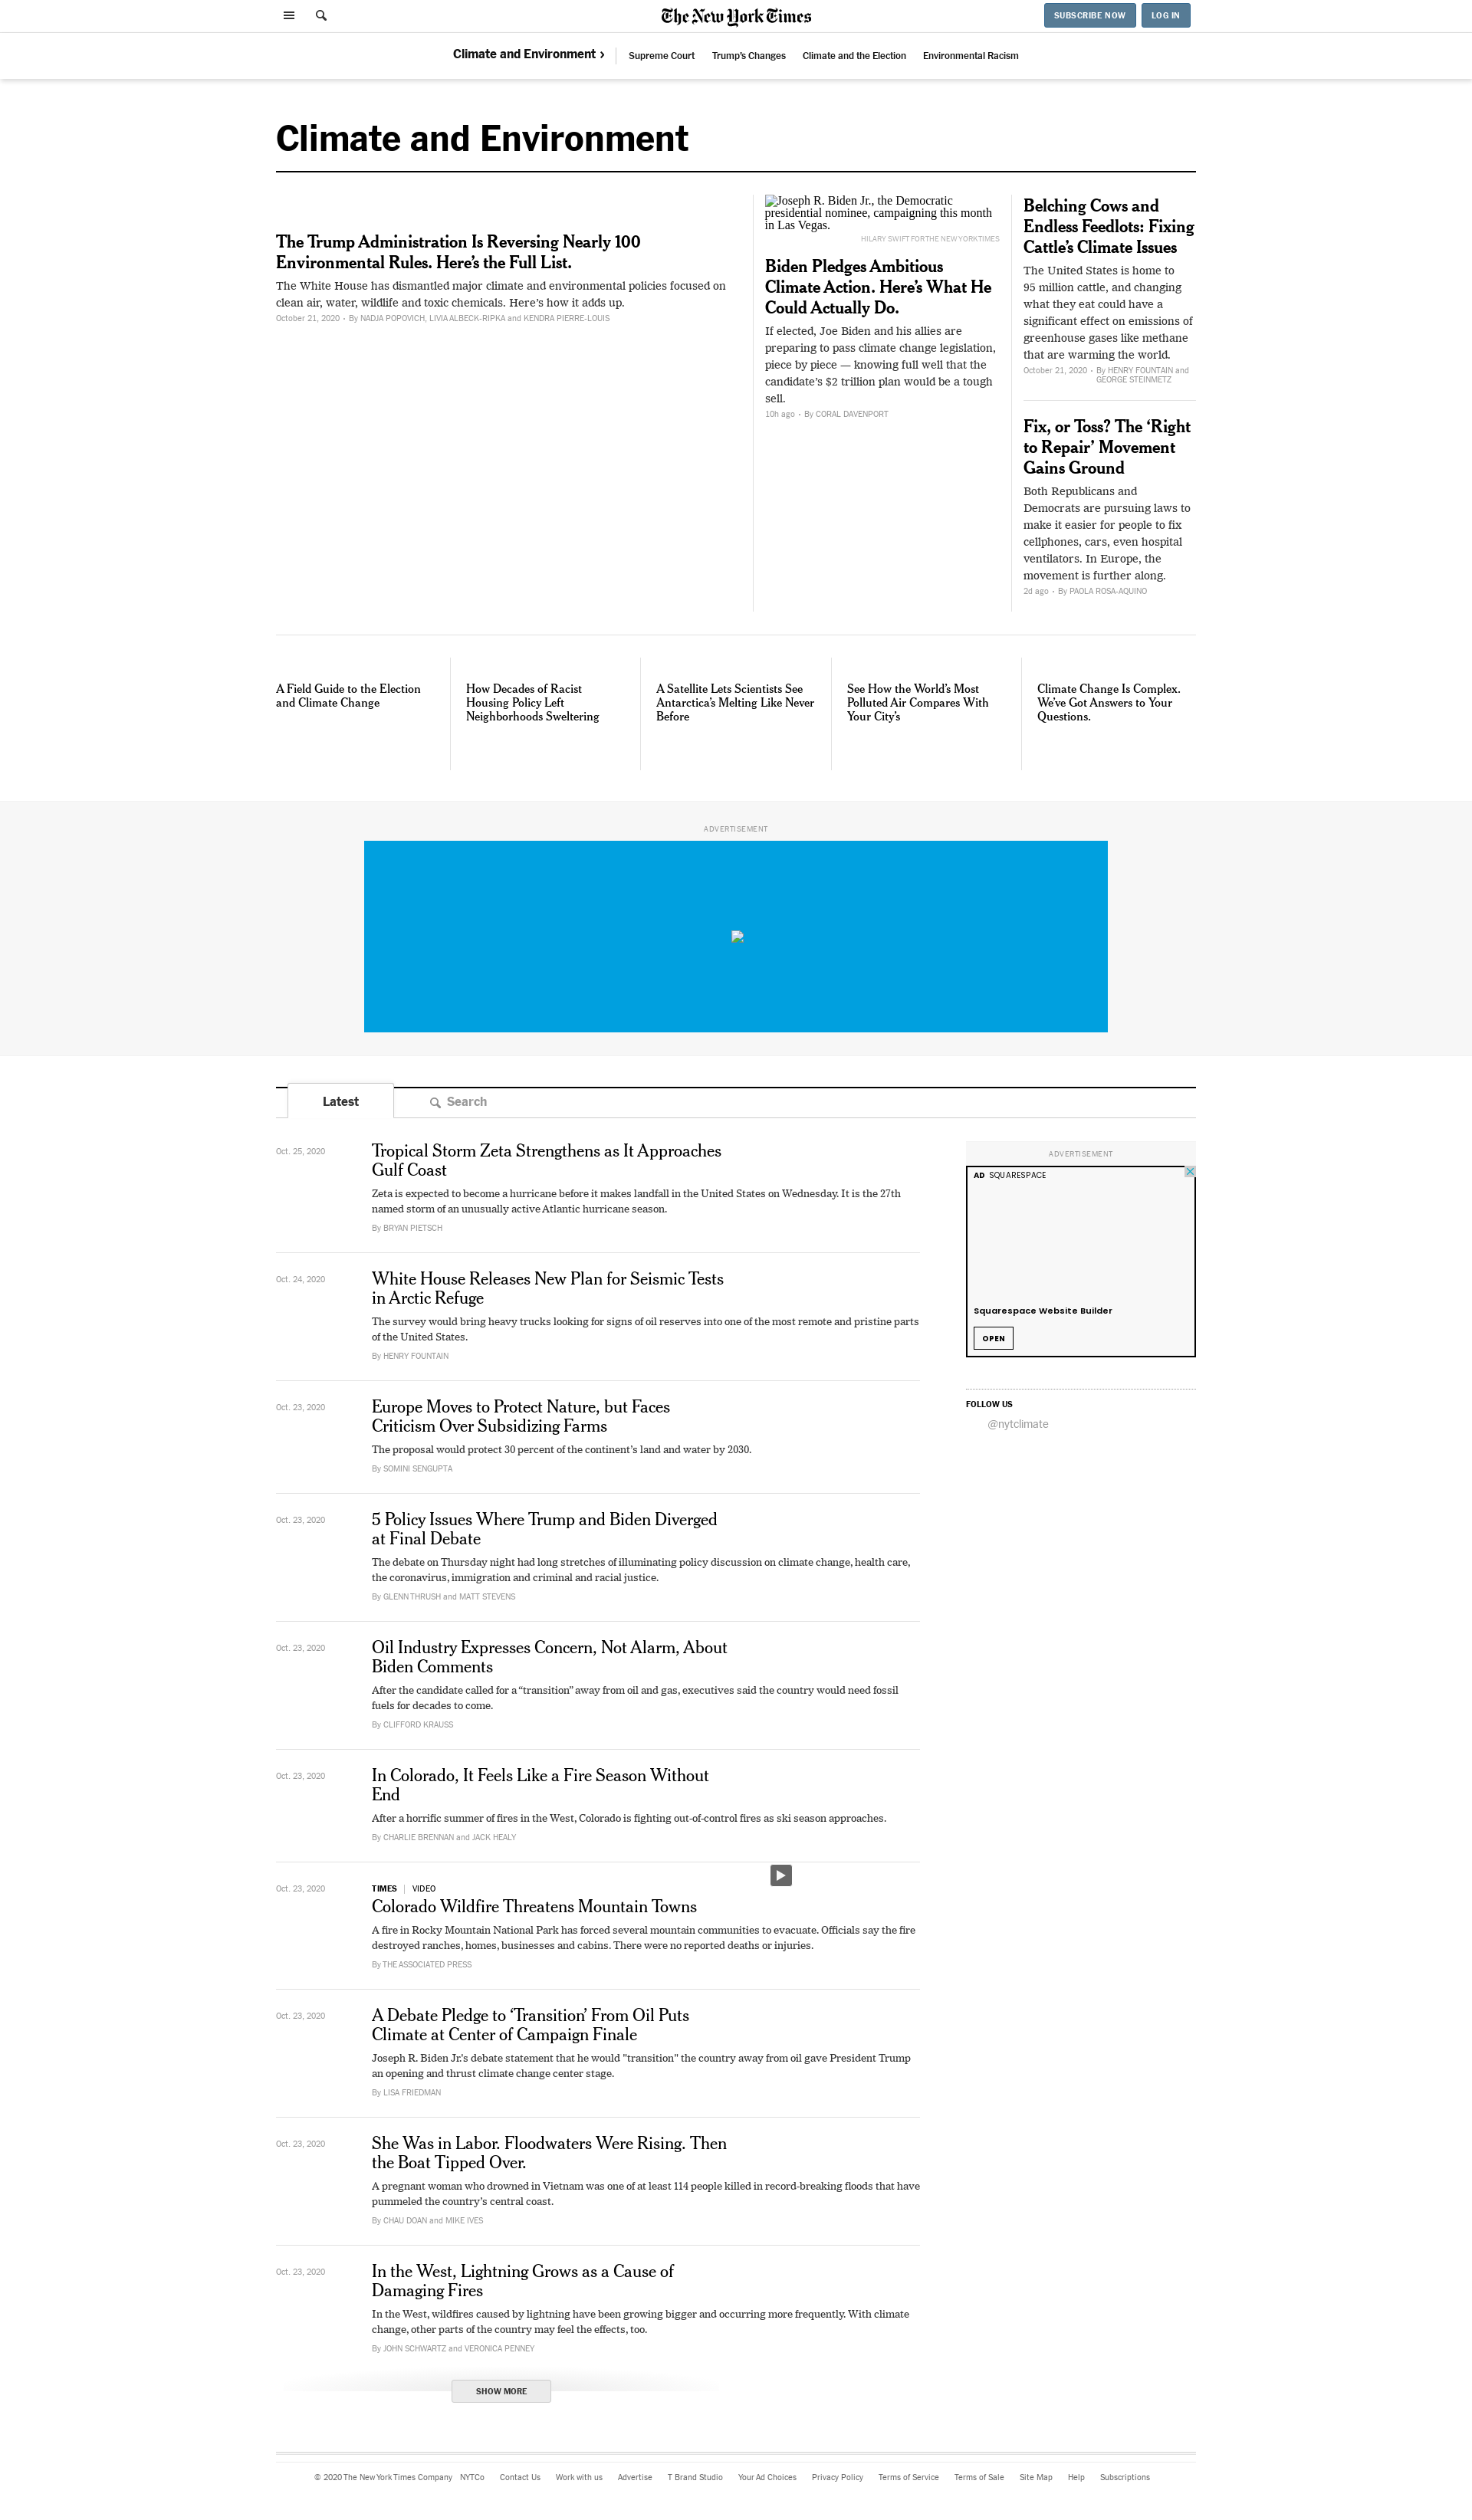 The New York Times
SUBSCRIBE NOW
LOG IN
Climate and Environment ›
Supreme Court
Trump's Changes
Climate and the Election
Environmental Racism
Climate and Environment
The Trump Administration Is Reversing Nearly 100
Environmental Rules. Here's the Full List.
The White House has dismantled major climate and environmental policies focused on
clean air, water, wildlife and toxic chemicals. Here's how it adds up.
October 21, 2020 • By NADJA POPOVICH, LIVIA ALBECK-RIPKA and KENDRA PIERRE-LOUIS
Joseph R. Biden Jr., the Democratic
presidential nominee, campaigning this month
in Las Vegas.
HILARY SWIFT FOR THE NEW YORK TIMES
Biden Pledges Ambitious
Climate Action. Here's What He
Could Actually Do.
If elected, Joe Biden and his allies are
preparing to pass climate change legislation,
piece by piece — knowing full well that the
candidate's $2 trillion plan would be a tough
sell.
10h ago • By CORAL DAVENPORT
Belching Cows and
Endless Feedlots: Fixing
Cattle's Climate Issues
The United States is home to
95 million cattle, and changing
what they eat could have a
significant effect on emissions of
greenhouse gases like methane
that are warming the world.
October 21, 2020 • By HENRY FOUNTAIN and
GEORGE STEINMETZ
Fix, or Toss? The 'Right
to Repair' Movement
Gains Ground
Both Republicans and
Democrats are pursuing laws to
make it easier for people to fix
cellphones, cars, even hospital
ventilators. In Europe, the
movement is further along.
2d ago • By PAOLA ROSA-AQUINO
A Field Guide to the Election
and Climate Change
How Decades of Racist
Housing Policy Left
Neighborhoods Sweltering
A Satellite Lets Scientists See
Antarctica's Melting Like Never
Before
See How the World's Most
Polluted Air Compares With
Your City's
Climate Change Is Complex.
We've Got Answers to Your
Questions.
ADVERTISEMENT
Latest
Search
Oct. 25, 2020
Tropical Storm Zeta Strengthens as It Approaches
Gulf Coast
Zeta is expected to become a hurricane before it makes landfall in the United States on Wednesday. It is the 27th
named storm of an unusually active Atlantic hurricane season.
By BRYAN PIETSCH
Oct. 24, 2020
White House Releases New Plan for Seismic Tests
in Arctic Refuge
The survey would bring heavy trucks looking for signs of oil reserves into one of the most remote and pristine parts
of the United States.
By HENRY FOUNTAIN
Oct. 23, 2020
Europe Moves to Protect Nature, but Faces
Criticism Over Subsidizing Farms
The proposal would protect 30 percent of the continent's land and water by 2030.
By SOMINI SENGUPTA
Oct. 23, 2020
5 Policy Issues Where Trump and Biden Diverged
at Final Debate
The debate on Thursday night had long stretches of illuminating policy discussion on climate change, health care,
the coronavirus, immigration and criminal and racial justice.
By GLENN THRUSH and MATT STEVENS
Oct. 23, 2020
Oil Industry Expresses Concern, Not Alarm, About
Biden Comments
After the candidate called for a “transition” away from oil and gas, executives said the country would need fossil
fuels for decades to come.
By CLIFFORD KRAUSS
Oct. 23, 2020
In Colorado, It Feels Like a Fire Season Without
End
After a horrific summer of fires in the West, Colorado is fighting out-of-control fires as ski season approaches.
By CHARLIE BRENNAN and JACK HEALY
Oct. 23, 2020
TIMES | VIDEO
Colorado Wildfire Threatens Mountain Towns
A fire in Rocky Mountain National Park has forced several mountain communities to evacuate. Officials say the fire
destroyed ranches, homes, businesses and cabins. There were no reported deaths or injuries.
By THE ASSOCIATED PRESS
Oct. 23, 2020
A Debate Pledge to 'Transition' From Oil Puts
Climate at Center of Campaign Finale
Joseph R. Biden Jr.'s debate statement that he would "transition" the country away from oil gave President Trump
an opening and thrust climate change center stage.
By LISA FRIEDMAN
Oct. 23, 2020
She Was in Labor. Floodwaters Were Rising. Then
the Boat Tipped Over.
A pregnant woman who drowned in Vietnam was one of at least 114 people killed in record-breaking floods that have
pummeled the country's central coast.
By CHAU DOAN and MIKE IVES
Oct. 23, 2020
In the West, Lightning Grows as a Cause of
Damaging Fires
In the West, wildfires caused by lightning have been growing bigger and occurring more frequently. With climate
change, other parts of the country may feel the effects, too.
By JOHN SCHWARTZ and VERONICA PENNEY
SHOW MORE
ADVERTISEMENT
AD SQUARESPACE
Squarespace Website Builder
OPEN
FOLLOW US
@nytclimate
© 2020 The New York Times Company NYTCo Contact Us Work with us Advertise T Brand Studio Your Ad Choices Privacy Policy Terms of Service Terms of Sale Site Map Help Subscriptions